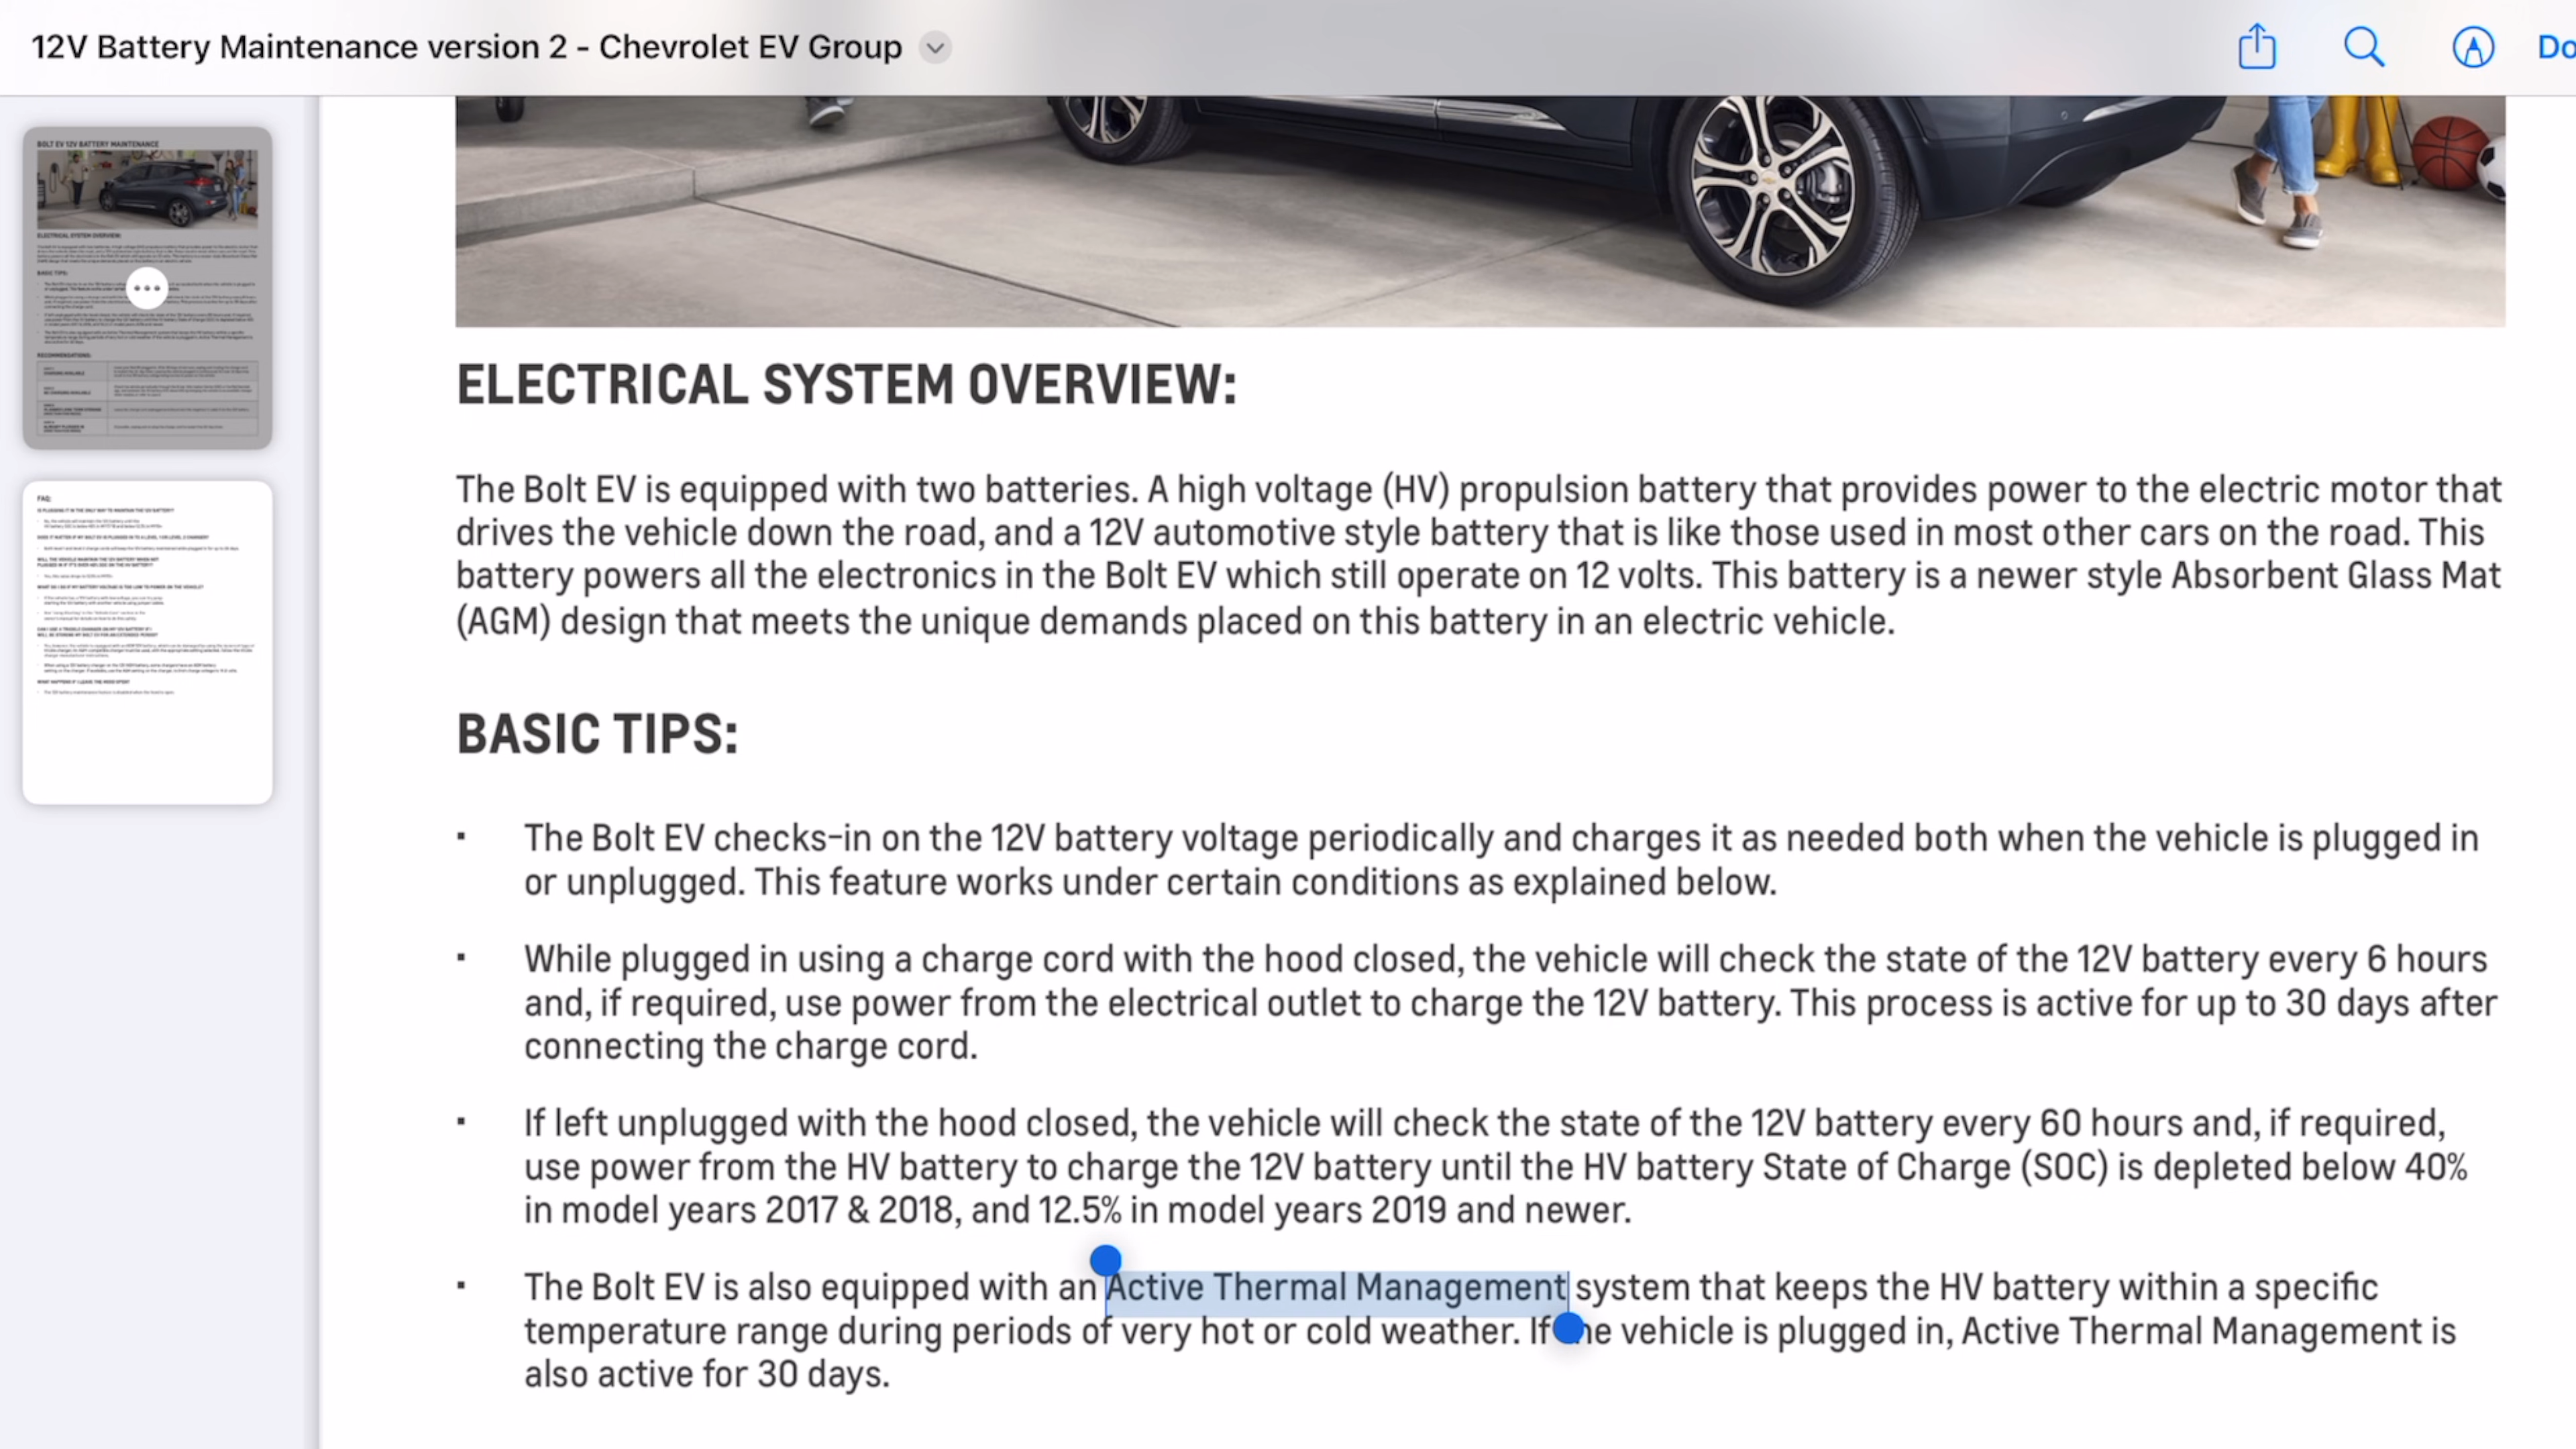 12V Battery Maintenance version 2 - Chevrolet EV Group
BOLT EV 12V BATTERY MAINTENANCE
ELECTRICAL SYSTEM OVERVIEW:
BASIC TIPS:
RECOMMENDATIONS:
FAQ:
ELECTRICAL SYSTEM OVERVIEW:
The Bolt EV is equipped with two batteries. A high voltage (HV) propulsion battery that provides power to the electric motor that
drives the vehicle down the road, and a 12V automotive style battery that is like those used in most other cars on the road. This
battery powers all the electronics in the Bolt EV which still operate on 12 volts. This battery is a newer style Absorbent Glass Mat
(AGM) design that meets the unique demands placed on this battery in an electric vehicle.
BASIC TIPS:
▪ The Bolt EV checks-in on the 12V battery voltage periodically and charges it as needed both when the vehicle is plugged in
or unplugged. This feature works under certain conditions as explained below.
▪ While plugged in using a charge cord with the hood closed, the vehicle will check the state of the 12V battery every 6 hours
and, if required, use power from the electrical outlet to charge the 12V battery. This process is active for up to 30 days after
connecting the charge cord.
▪ If left unplugged with the hood closed, the vehicle will check the state of the 12V battery every 60 hours and, if required,
use power from the HV battery to charge the 12V battery until the HV battery State of Charge (SOC) is depleted below 40%
in model years 2017 & 2018, and 12.5% in model years 2019 and newer.
▪ The Bolt EV is also equipped with an Active Thermal Management system that keeps the HV battery within a specific
temperature range during periods of very hot or cold weather. If he vehicle is plugged in, Active Thermal Management is
also active for 30 days.